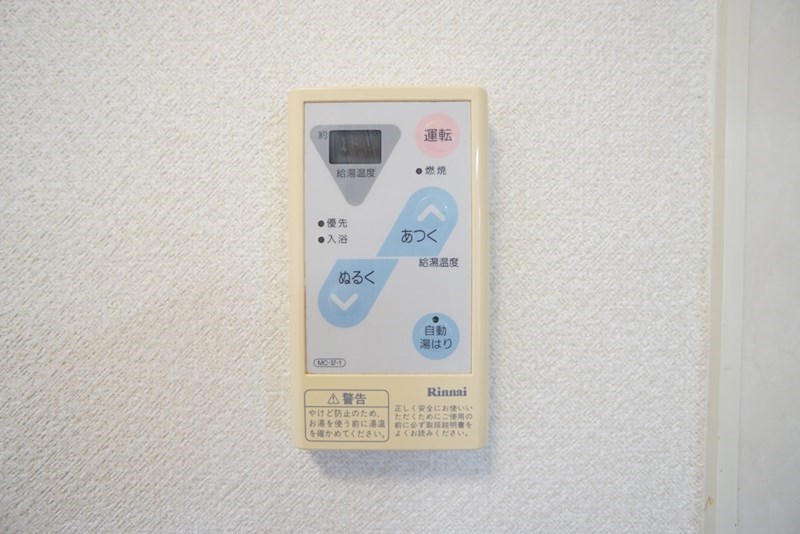 約
運転
給湯温度
燃焼
優先
入浴
あつく
給湯温度
ぬるく
自動
湯はり
MC-37-1
Rinnai
警告
やけど防止のため、
お湯を使う前に湯温
を確かめてください。
正しく安全にお使いい
ただくためにご使用の
前に必ず取扱説明書を
よくお読みください。